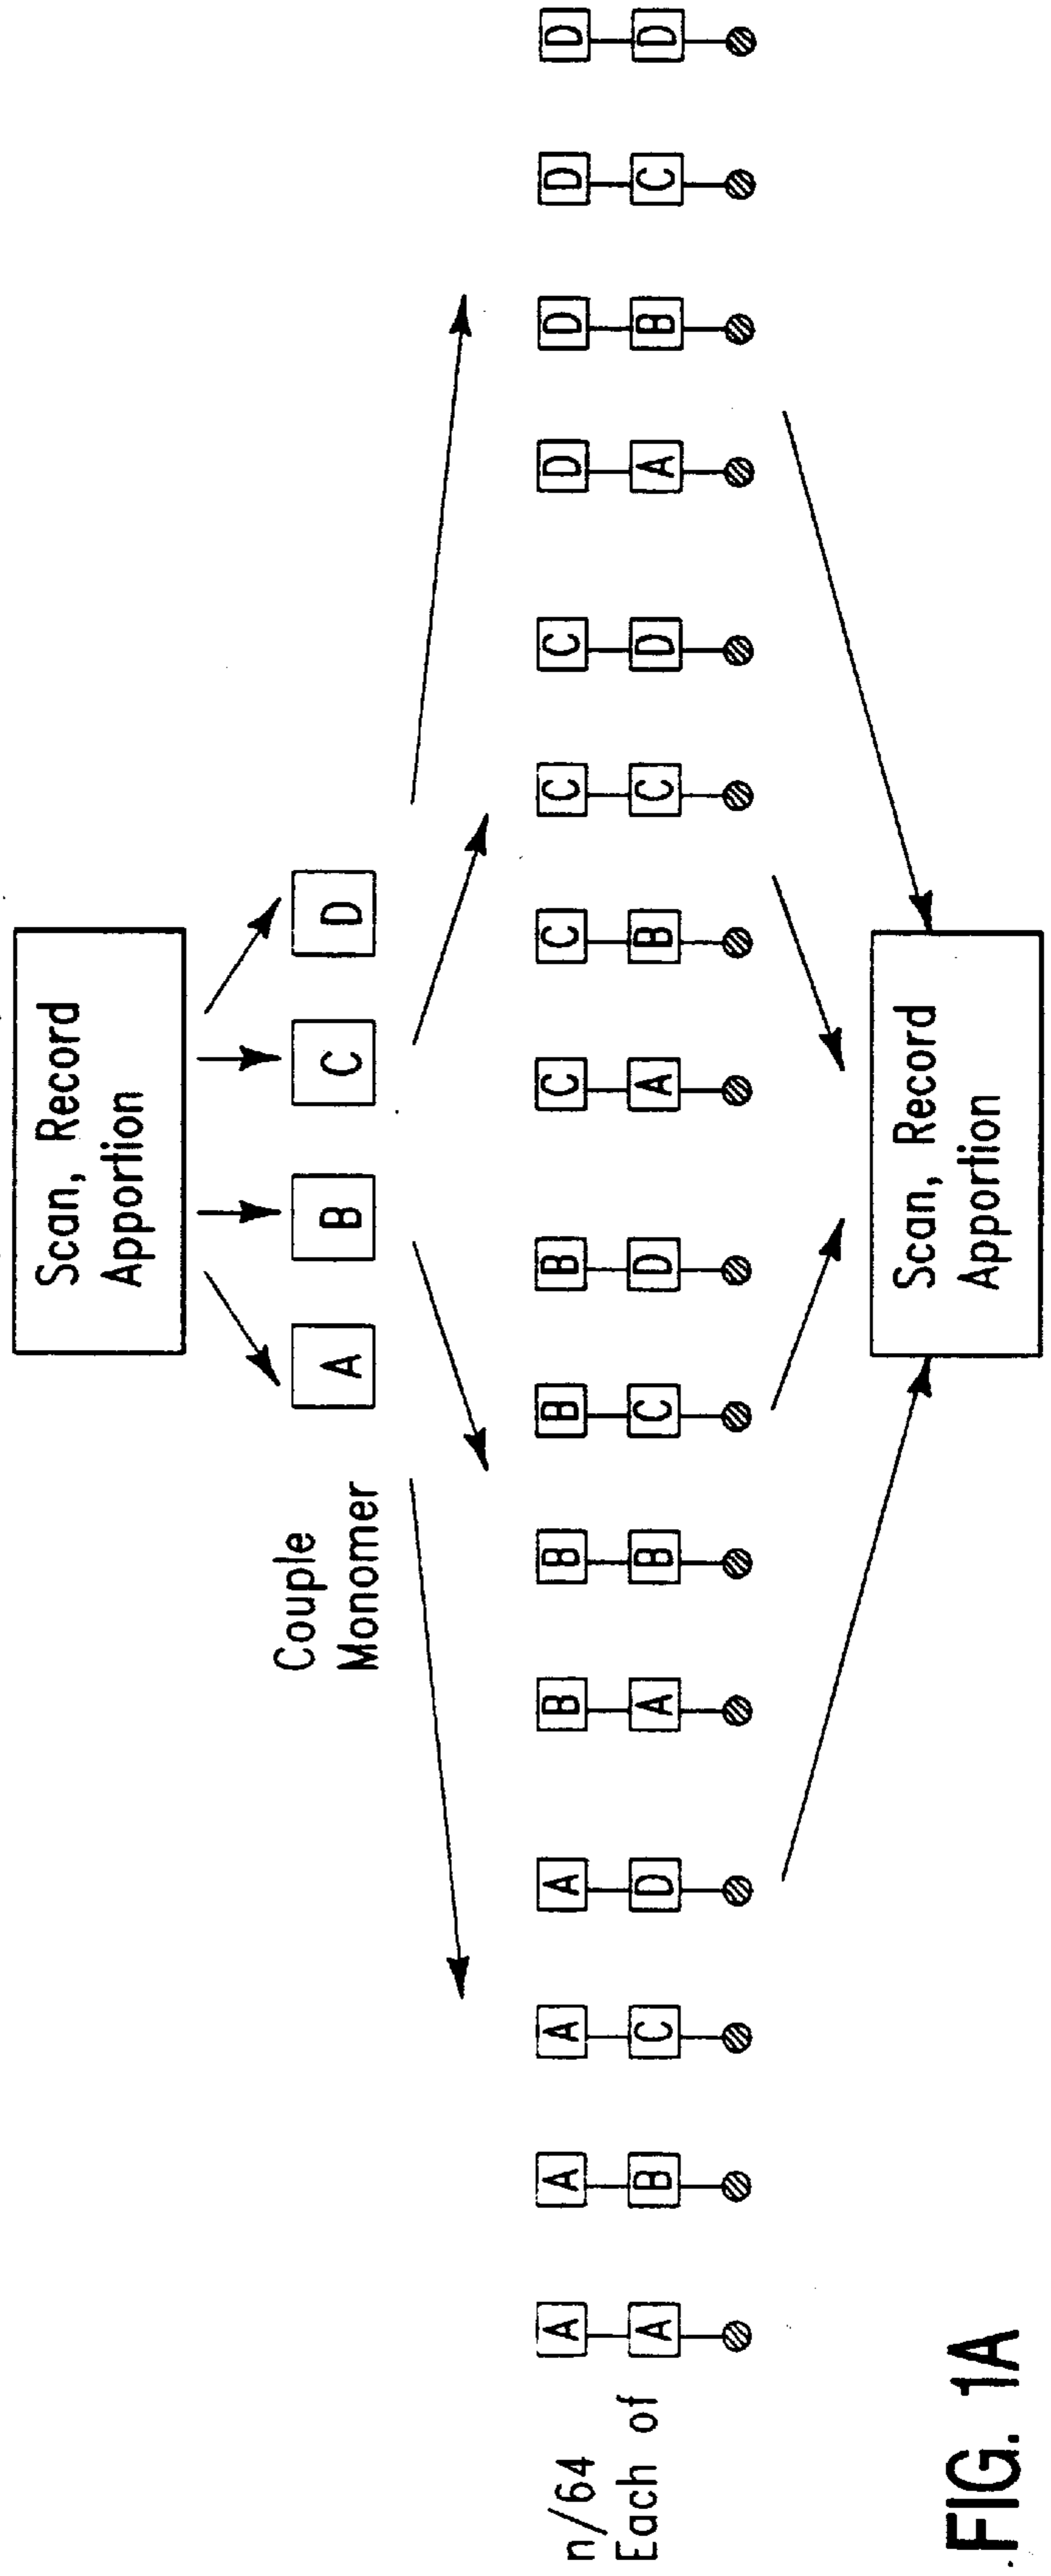 Scan, Record
Apportion
A B C D
Couple
Monomer
n/64
Each of
A A A A B B B B C C C C D D D D
A B C D A B C D A B C D A B C D
Scan, Record
Apportion
FIG. 1A